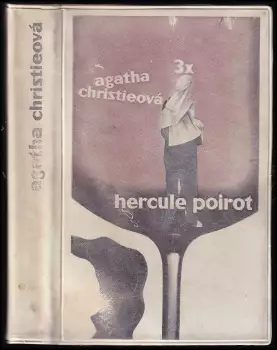 agatha christieová
3x
agatha
christieová
hercule poirot